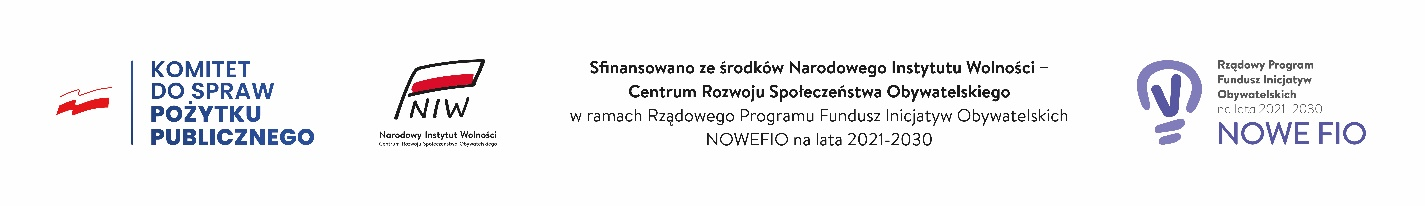 KOMITET
DO SPRAW
POŻYTKU
PUBLICZNEGO
NIW
Narodowy Instytut Wolności
Centrum Rozwoju Społeczeństwa Obywatelskiego
Sfinansowano ze środków Narodowego Instytutu Wolności –
Centrum Rozwoju Społeczeństwa Obywatelskiego
w ramach Rządowego Programu Fundusz Inicjatyw Obywatelskich
NOWEFIO na lata 2021-2030
Rządowy Program
Fundusz Inicjatyw
Obywatelskich
na lata 2021-2030
NOWE FIO